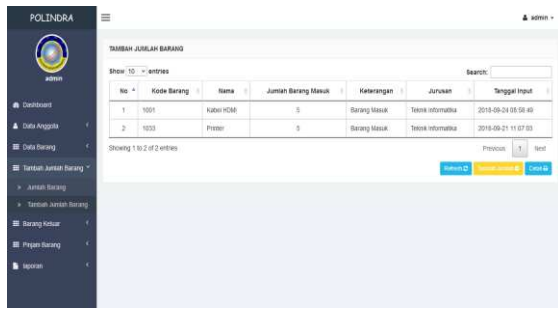 POLINDRA
admin
admin
Dashboard
Data Anggota
Data Barang
Tambah Jumlah Barang
Jumlah Barang
Tambah Jumlah Barang
Barang Keluar
Pinjam Barang
laporan
TAMBAH JUMLAH BARANG
Show 10 entries
Search:
No Kode Barang Nama Jumlah Barang Masuk Keterangan Jurusan Tanggal Input
1 1001 Kabel HDMI 5 Barang Masuk Teknik Informatika 2018-09-24 08:58:49
2 1033 Printer 5 Barang Masuk Teknik Informatika 2018-09-21 11:07:03
Showing 1 to 2 of 2 entries
Previous 1 Next
Refresh Tambah Jumlah Cetak